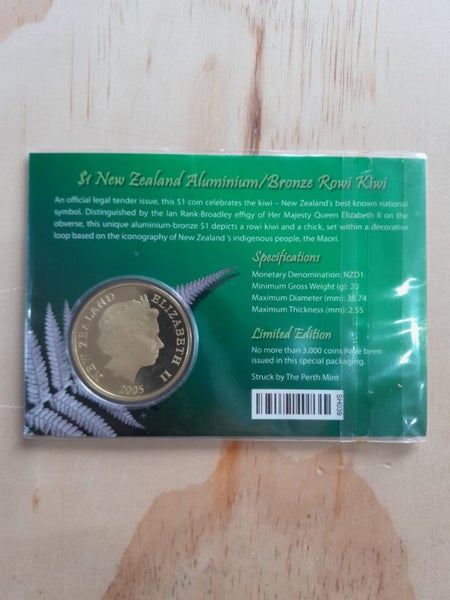 $1 New Zealand Aluminium/Bronze Rowi Kiwi
An official legal tender issue, this $1 coin celebrates the kiwi – New Zealand's best known national
symbol. Distinguished by the Ian Rank-Broadley effigy of Her Majesty Queen Elizabeth II on the
obverse, this unique aluminium-bronze $1 depicts a rowi kiwi and a chick, set within a decorative
loop based on the iconography of New Zealand 's indigenous people, the Maori.
Specifications
Monetary Denomination: NZD1
Minimum Gross Weight (g): 20
Maximum Diameter (mm): 38.74
Maximum Thickness (mm): 2.55
Limited Edition
No more than 3,000 coins have been
issued in this special packaging.
Struck by The Perth Mint
SH039
NEW ZEALAND ELIZABETH II
2005